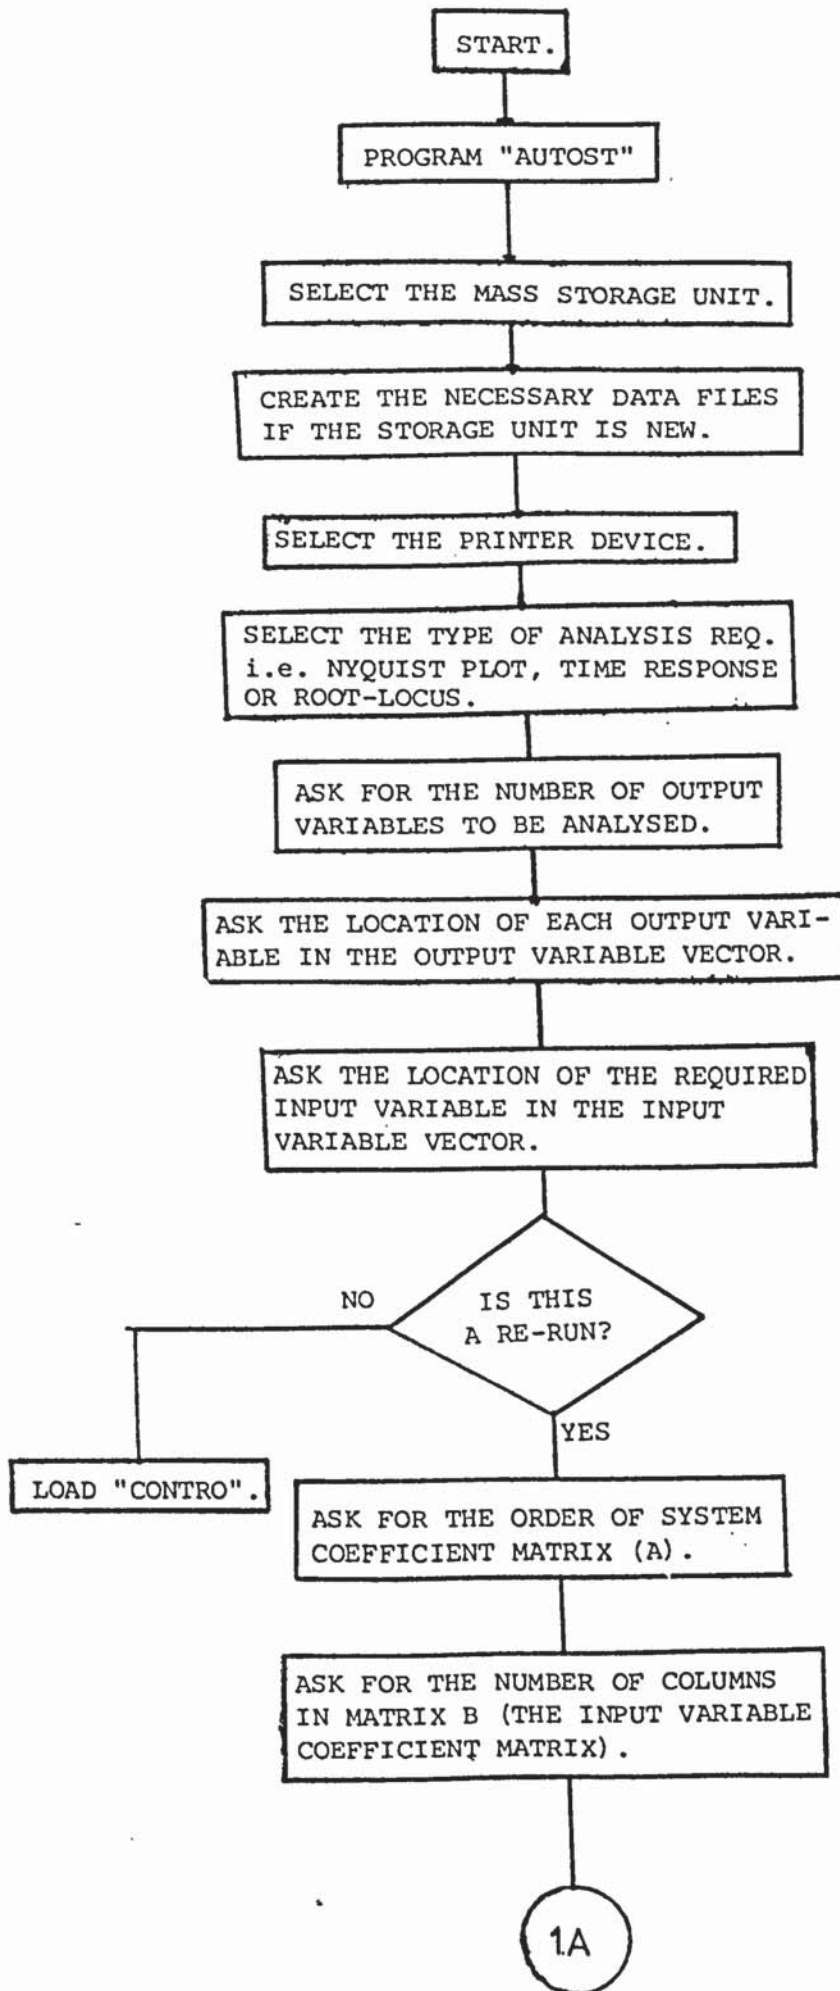 START.
PROGRAM "AUTOST"
SELECT THE MASS STORAGE UNIT.
CREATE THE NECESSARY DATA FILES
IF THE STORAGE UNIT IS NEW.
SELECT THE PRINTER DEVICE.
SELECT THE TYPE OF ANALYSIS REQ.
i.e. NYQUIST PLOT, TIME RESPONSE
OR ROOT-LOCUS.
ASK FOR THE NUMBER OF OUTPUT
VARIABLES TO BE ANALYSED.
ASK THE LOCATION OF EACH OUTPUT VARI-
ABLE IN THE OUTPUT VARIABLE VECTOR.
ASK THE LOCATION OF THE REQUIRED
INPUT VARIABLE IN THE INPUT
VARIABLE VECTOR.
NO
IS THIS
A RE-RUN?
YES
LOAD "CONTRO".
ASK FOR THE ORDER OF SYSTEM
COEFFICIENT MATRIX (A).
ASK FOR THE NUMBER OF COLUMNS
IN MATRIX B (THE INPUT VARIABLE
COEFFICIENT MATRIX).
1.A